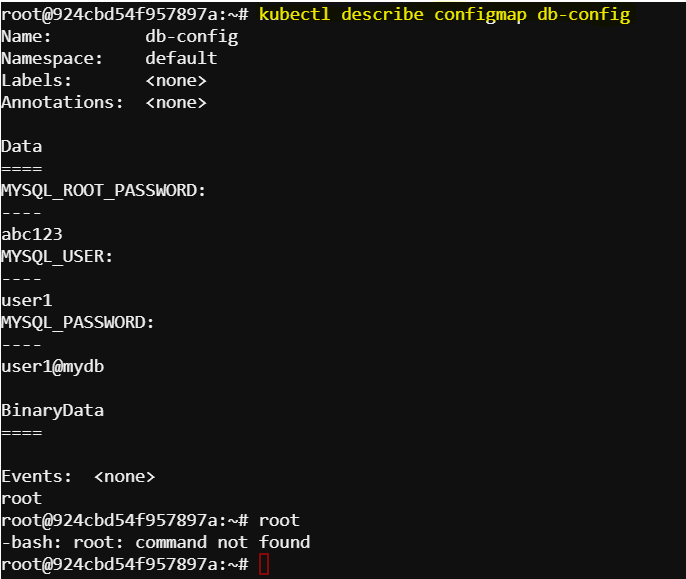 root@924cbd54f957897a:~# kubectl describe configmap db-config
Name:         db-config
Namespace:    default
Labels:       <none>
Annotations:  <none>

Data
====
MYSQL_ROOT_PASSWORD:
----
abc123
MYSQL_USER:
----
user1
MYSQL_PASSWORD:
----
user1@mydb

BinaryData
====

Events:  <none>
root
root@924cbd54f957897a:~# root
-bash: root: command not found
root@924cbd54f957897a:~#